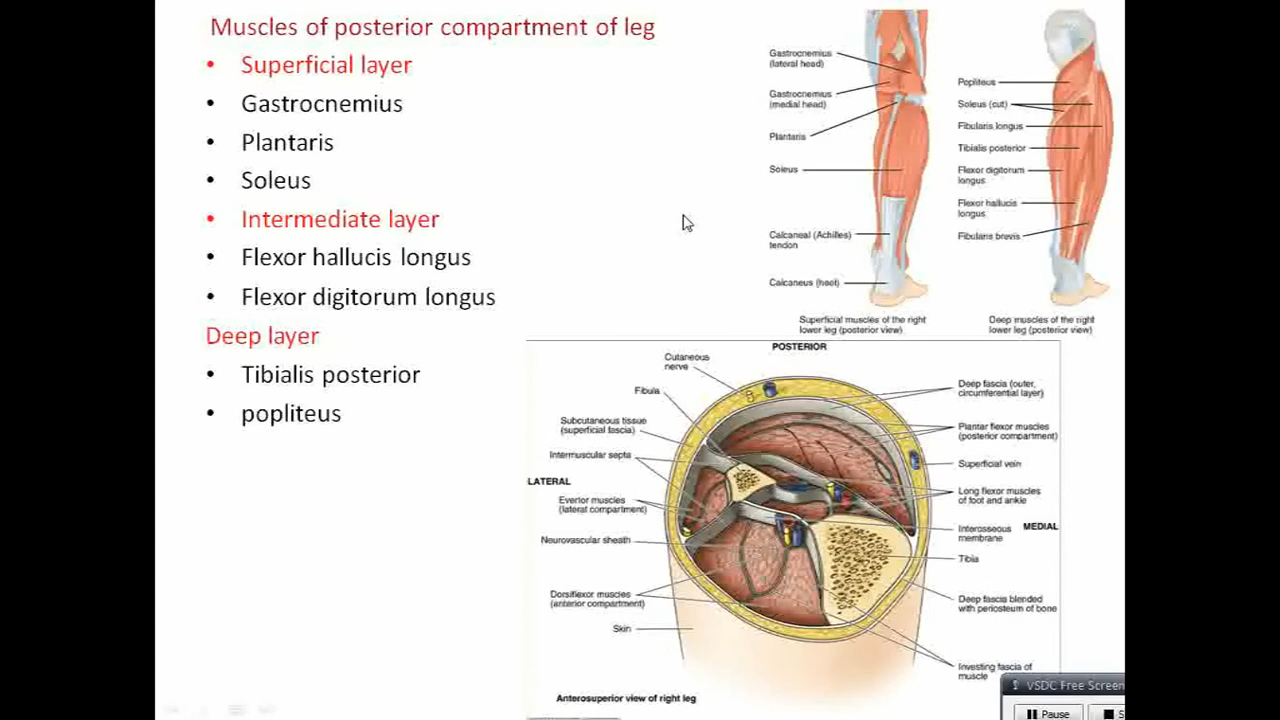 Muscles of posterior compartment of leg
• Superficial layer
• Gastrocnemius
• Plantaris
• Soleus
• Intermediate layer
• Flexor hallucis longus
• Flexor digitorum longus
Deep layer
• Tibialis posterior
• popliteus
Gastrocnemius
(lateral head)
Gastrocnemius
(medial head)
Plantaris
Soleus
Calcaneal (Achilles)
tendon
Calcaneus (heel)
Superficial muscles of the right
lower leg (posterior view)
Popliteus
Soleus (cut)
Fibularis longus
Tibialis posterior
Flexor digitorum
longus
Flexor hallucis
longus
Fibularis brevis
Deep muscles of the right
lower leg (posterior view)
POSTERIOR
Cutaneous
nerve
Fibula
Subcutaneous tissue
(superficial fascia)
Intermuscular septa
LATERAL
Evertor muscles
(lateral compartment)
Neurovascular sheath
Dorsiflexor muscles
(anterior compartment)
Skin
Deep fascia (outer,
circumferential layer)
Plantar flexor muscles
(posterior compartment)
Superficial vein
Long flexor muscles
of foot and ankle
Interosseous
membrane
MEDIAL
Tibia
Deep fascia blended
with periosteum of bone
Investing fascia of
muscle
Anterosuperior view of right leg
VSDC Free Screen
Pause
S